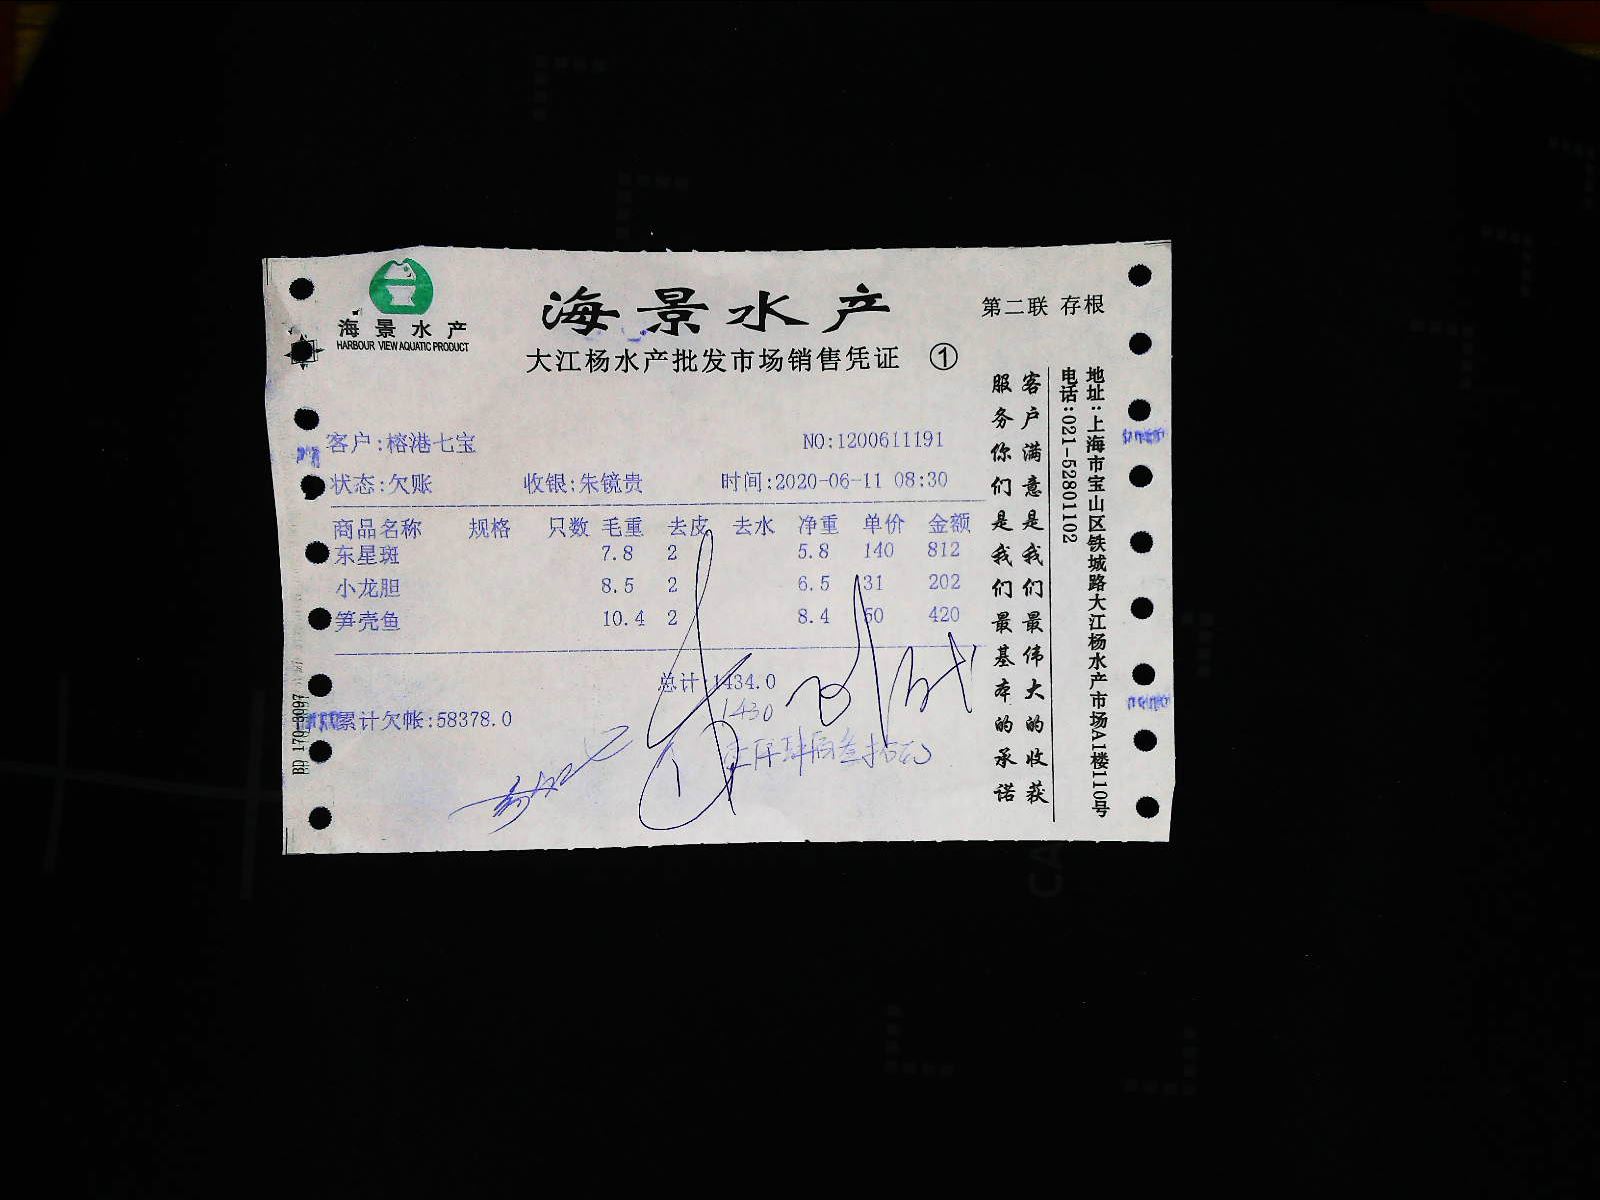 海景水产
HARBOUR VIEW AQUATIC PRODUCT
海景水产
大江杨水产批发市场销售凭证 ①
第二联 存根
客户:榕港七宝 NO:1200611191
状态:欠账 收银:朱镜贵 时间:2020-06-11 08:30
商品名称 规格 只数 毛重 去皮 去水 净重 单价 金额
东星斑 7.8 2 5.8 140 812
小龙胆 8.5 2 6.5 31 202
笋壳鱼 10.4 2 8.4 50 420
总计:1434.0
1430
累计欠帐:58378.0
客户满意是我们最伟大的收获
服务你们是我们最基本的承诺
地址:上海市宝山区铁城路大江杨水产市场A1楼110号
电话:021-52801102